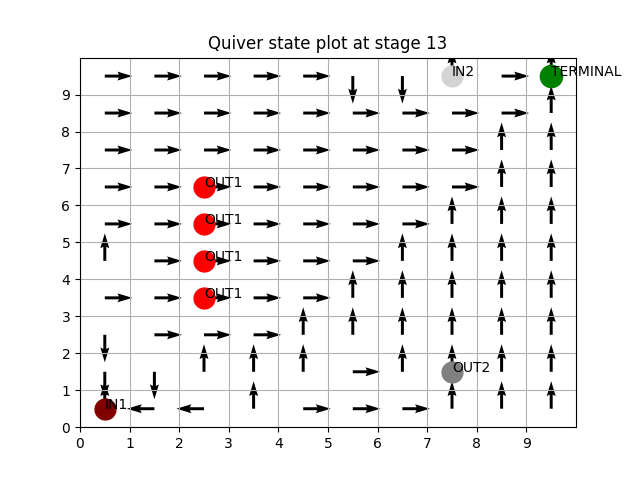 Quiver state plot at stage 13
IN2
TERMINAL
9
8
7
OUT1
6
OUT1
5
OUT1
4
OUT1
3
2
OUT2
1
IN1
0
0 1 2 3 4 5 6 7 8 9